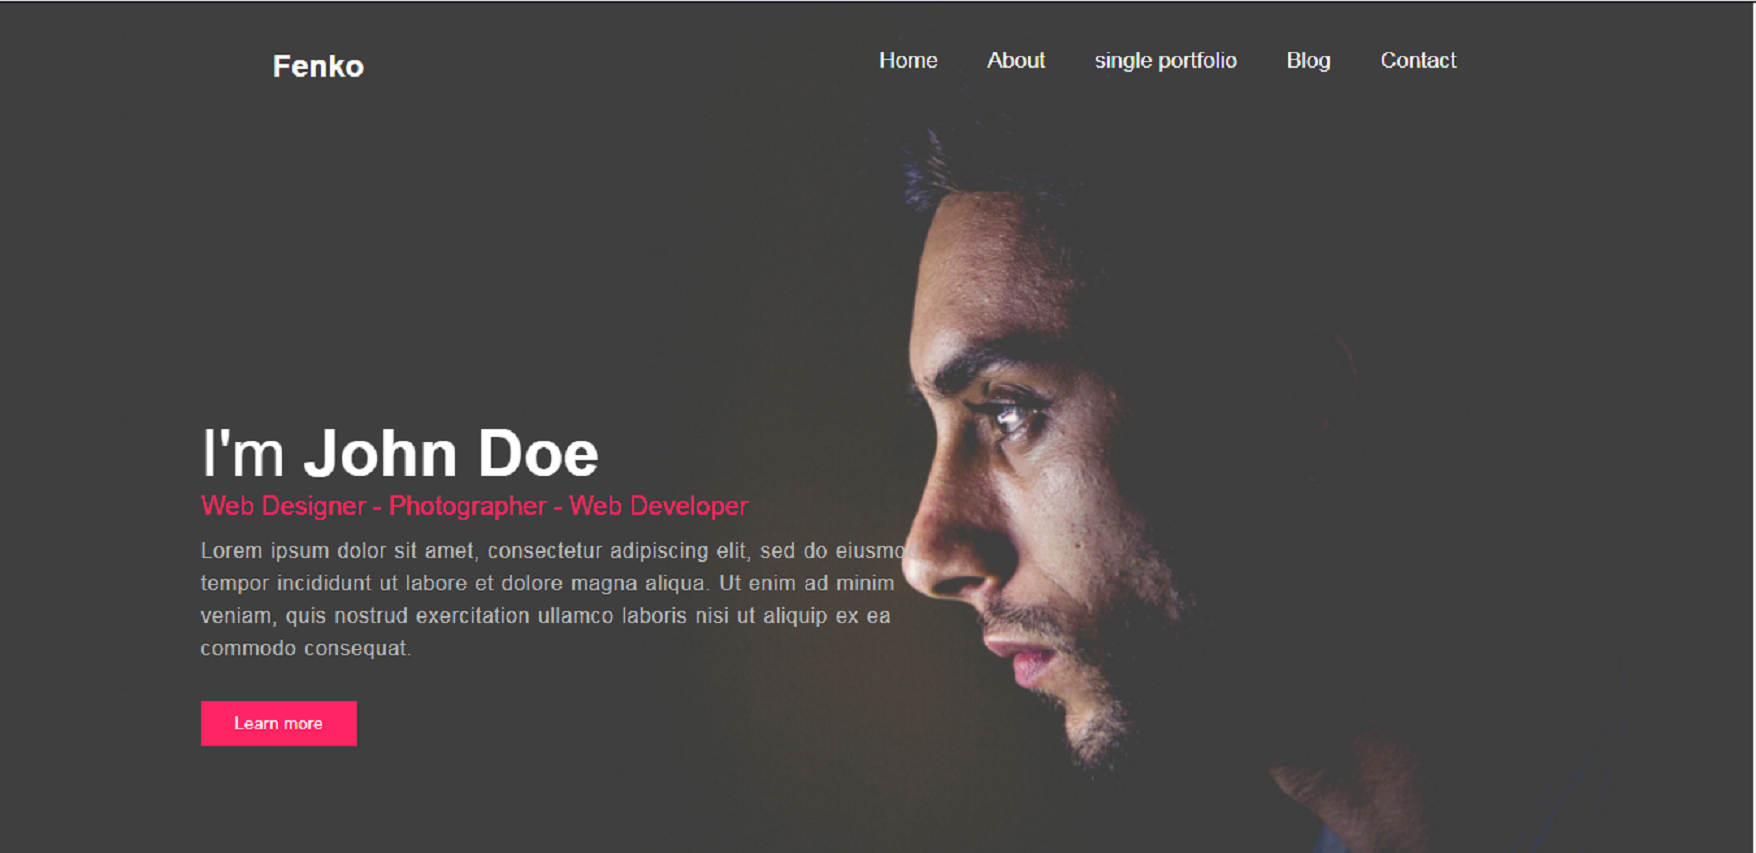 Fenko
Home About single portfolio Blog Contact
I'm John Doe
Web Designer - Photographer - Web Developer
Lorem ipsum dolor sit amet, consectetur adipiscing elit, sed do eiusmod
tempor incididunt ut labore et dolore magna aliqua. Ut enim ad minim
veniam, quis nostrud exercitation ullamco laboris nisi ut aliquip ex ea
commodo consequat.
Learn more